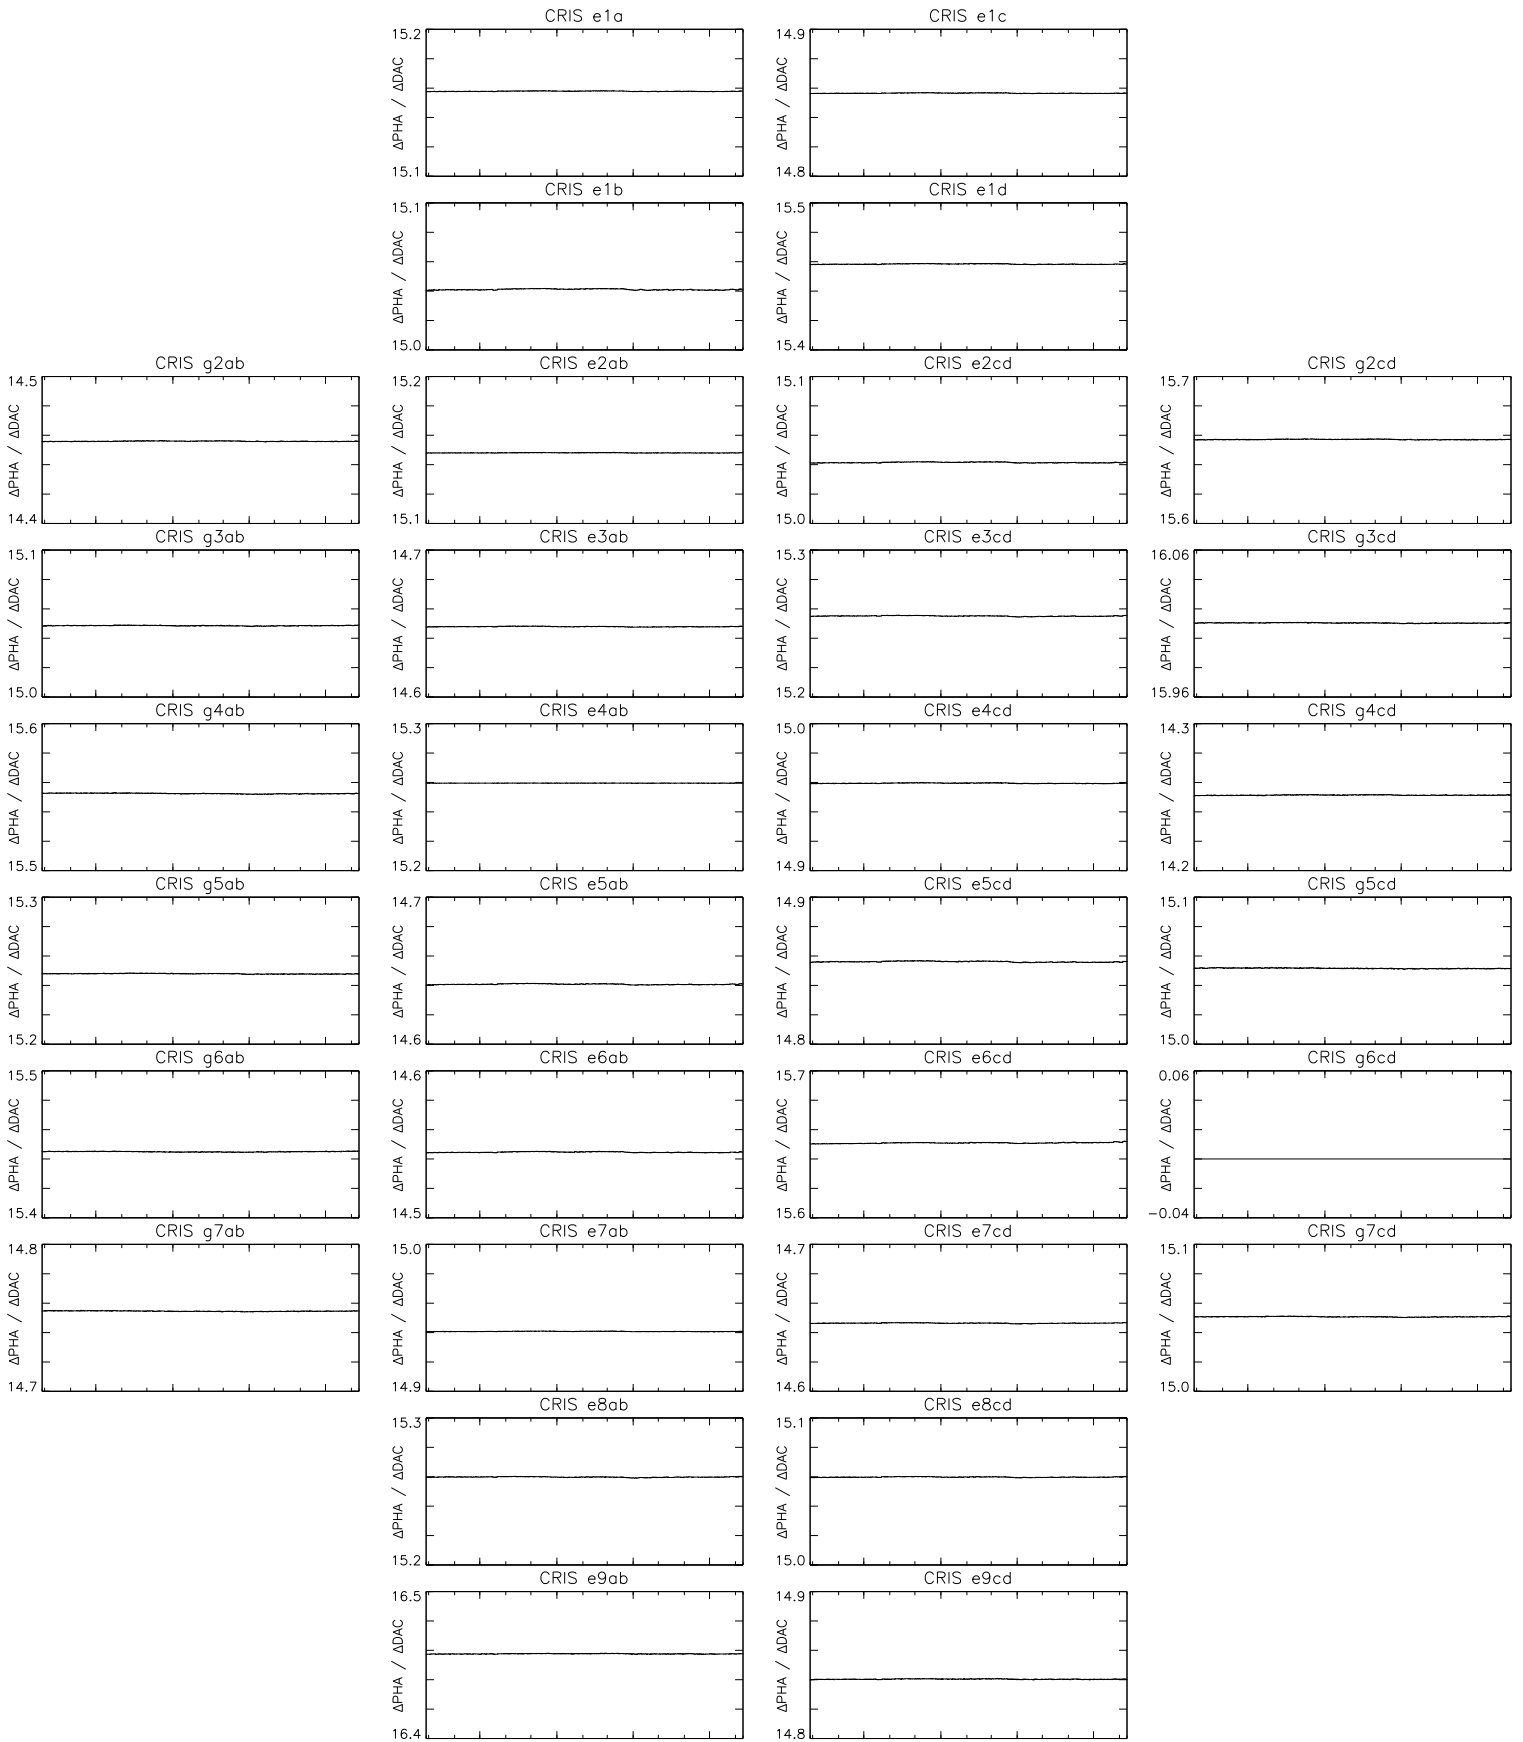 CRIS e1a
CRIS e1c
15.2
ΔPHA / ΔDAC
15.1
14.9
ΔPHA / ΔDAC
14.8
CRIS e1b
CRIS e1d
15.1
ΔPHA / ΔDAC
15.0
15.5
ΔPHA / ΔDAC
15.4
CRIS g2ab
CRIS e2ab
CRIS e2cd
CRIS g2cd
14.5
ΔPHA / ΔDAC
14.4
15.2
ΔPHA / ΔDAC
15.1
15.1
ΔPHA / ΔDAC
15.0
15.7
ΔPHA / ΔDAC
15.6
CRIS g3ab
CRIS e3ab
CRIS e3cd
CRIS g3cd
15.1
ΔPHA / ΔDAC
15.0
14.7
ΔPHA / ΔDAC
14.6
15.3
ΔPHA / ΔDAC
15.2
16.06
ΔPHA / ΔDAC
15.96
CRIS g4ab
CRIS e4ab
CRIS e4cd
CRIS g4cd
15.6
ΔPHA / ΔDAC
15.5
15.3
ΔPHA / ΔDAC
15.2
15.0
ΔPHA / ΔDAC
14.9
14.3
ΔPHA / ΔDAC
14.2
CRIS g5ab
CRIS e5ab
CRIS e5cd
CRIS g5cd
15.3
ΔPHA / ΔDAC
15.2
14.7
ΔPHA / ΔDAC
14.6
14.9
ΔPHA / ΔDAC
14.8
15.1
ΔPHA / ΔDAC
15.0
CRIS g6ab
CRIS e6ab
CRIS e6cd
CRIS g6cd
15.5
ΔPHA / ΔDAC
15.4
14.6
ΔPHA / ΔDAC
14.5
15.7
ΔPHA / ΔDAC
15.6
0.06
ΔPHA / ΔDAC
−0.04
CRIS g7ab
CRIS e7ab
CRIS e7cd
CRIS g7cd
14.8
ΔPHA / ΔDAC
14.7
15.0
ΔPHA / ΔDAC
14.9
14.7
ΔPHA / ΔDAC
14.6
15.1
ΔPHA / ΔDAC
15.0
CRIS e8ab
CRIS e8cd
15.3
ΔPHA / ΔDAC
15.2
15.1
ΔPHA / ΔDAC
15.0
CRIS e9ab
CRIS e9cd
16.5
ΔPHA / ΔDAC
16.4
14.9
ΔPHA / ΔDAC
14.8